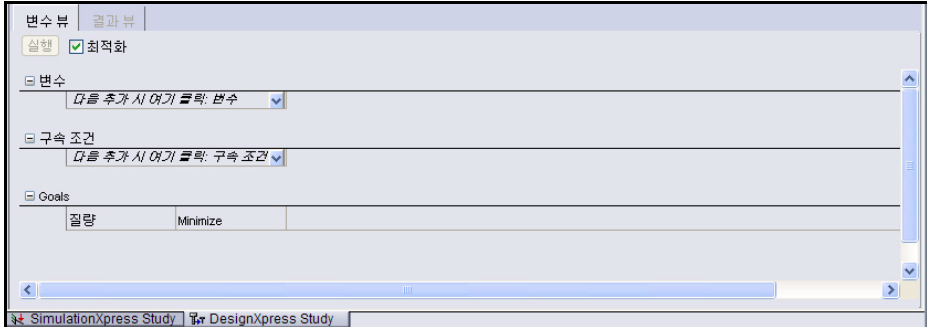 변수 뷰 결과 뷰
실행 최적화
변수
다음 추가 시 여기 클릭: 변수
구속 조건
다음 추가 시 여기 클릭: 구속 조건
Goals
질량 Minimize
SimulationXpress Study DesignXpress Study